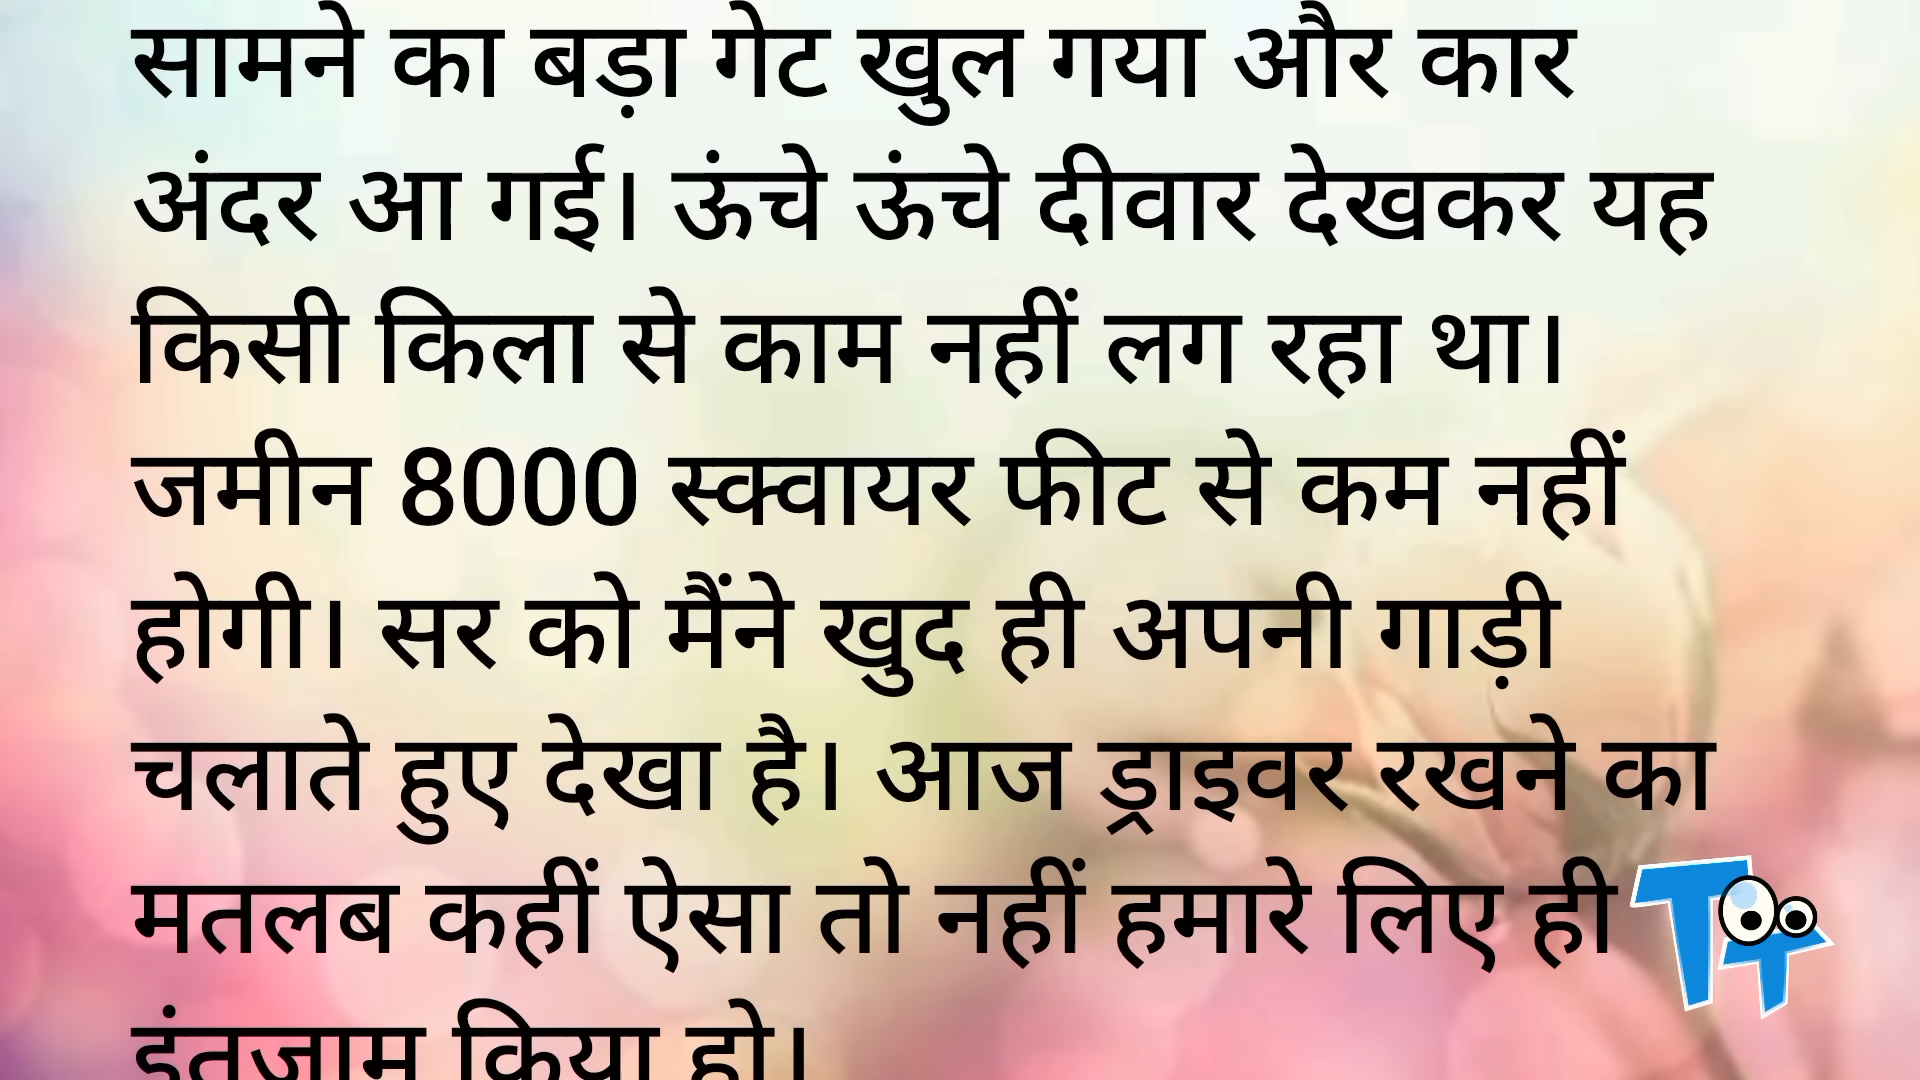 सामने का बड़ा गेट खुल गया और कार
अंदर आ गई। ऊंचे ऊंचे दीवार देखकर यह
किसी किला से काम नहीं लग रहा था।
जमीन 8000 स्क्वायर फीट से कम नहीं
होगी। सर को मैंने खुद ही अपनी गाड़ी
चलाते हुए देखा है। आज ड्राइवर रखने का
मतलब कहीं ऐसा तो नहीं हमारे लिए ही
इंतजाम किया हो।
TT